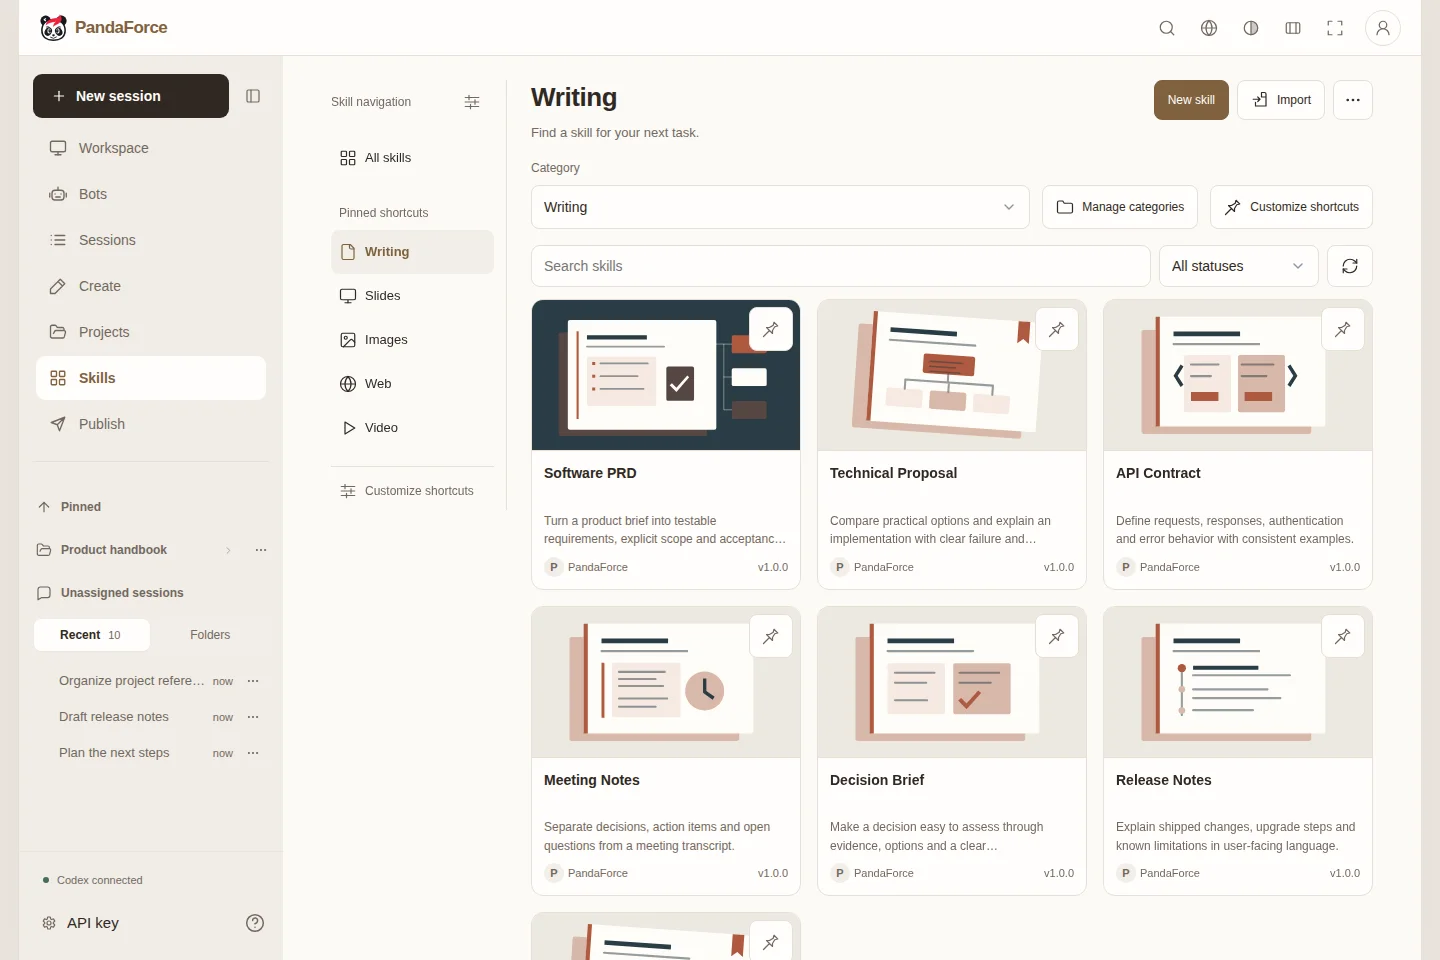 PandaForce
New session
Workspace
Bots
Sessions
Create
Projects
Skills
Publish
Pinned
Product handbook
Unassigned sessions
Recent 10
Folders
Organize project refere… now
Draft release notes now
Plan the next steps now
Codex connected
API key
Skill navigation
All skills
Pinned shortcuts
Writing
Slides
Images
Web
Video
Customize shortcuts
Writing
Find a skill for your next task.
New skill
Import
Category
Writing
Manage categories
Customize shortcuts
Search skills
All statuses
Software PRD
Turn a product brief into testable
requirements, explicit scope and acceptanc…
P PandaForce v1.0.0
Technical Proposal
Compare practical options and explain an
implementation with clear failure and…
P PandaForce v1.0.0
API Contract
Define requests, responses, authentication
and error behavior with consistent examples.
P PandaForce v1.0.0
Meeting Notes
Separate decisions, action items and open
questions from a meeting transcript.
P PandaForce v1.0.0
Decision Brief
Make a decision easy to assess through
evidence, options and a clear…
P PandaForce v1.0.0
Release Notes
Explain shipped changes, upgrade steps and
known limitations in user-facing language.
P PandaForce v1.0.0